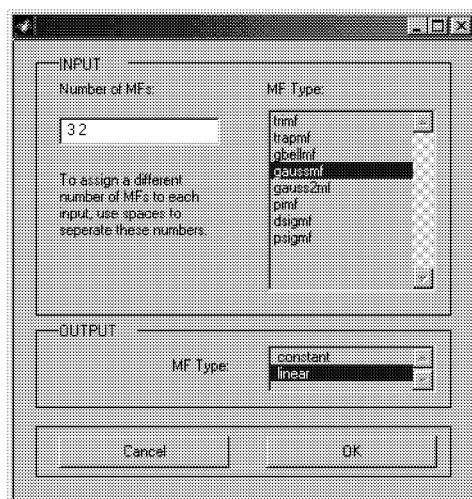 INPUT
Number of MFs:
3 2
To assign a different
number of MFs to each
input, use spaces to
seperate these numbers.
MF Type:
trimf
trapmf
gbellmf
gaussmf
gauss2mf
pimf
dsigmf
psigmf
OUTPUT
MF Type:
constant
linear
Cancel
OK